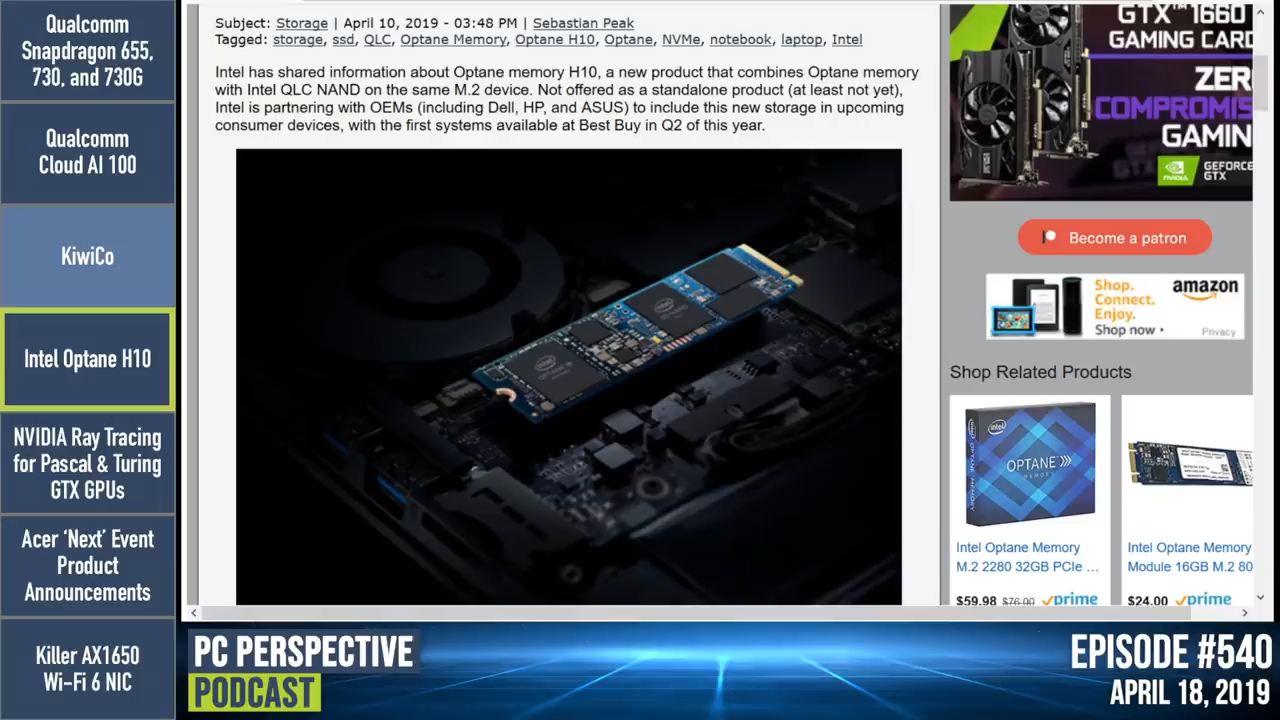 Qualcomm
Snapdragon 655,
730, and 730G
Qualcomm
Cloud AI 100
KiwiCo
Intel Optane H10
NVIDIA Ray Tracing
for Pascal & Turing
GTX GPUs
Acer ‘Next’ Event
Product
Announcements
Killer AX1650
Wi-Fi 6 NIC
Subject: Storage | April 10, 2019 - 03:48 PM | Sebastian Peak
Tagged: storage, ssd, QLC, Optane Memory, Optane H10, Optane, NVMe, notebook, laptop, Intel
Intel has shared information about Optane memory H10, a new product that combines Optane memory
with Intel QLC NAND on the same M.2 device. Not offered as a standalone product (at least not yet),
Intel is partnering with OEMs (including Dell, HP, and ASUS) to include this new storage in upcoming
consumer devices, with the first systems available at Best Buy in Q2 of this year.
intel
OPTANE
intel
GTX™ 1660
GAMING CARD
ZER
COMPROMIS
GAMIN
NVIDIA
GEFORCE
GTX
Become a patron
Shop.
Connect.
Enjoy.
Shop now
amazon
Privacy
Shop Related Products
intel
OPTANE
MEMORY
Intel Optane Memory
M.2 2280 32GB PCIe ...
$59.98 $76.00 prime
Intel Optane Memory
Module 16GB M.2 80
$24.00 prime
PC PERSPECTIVE
PODCAST
EPISODE #540
APRIL 18, 2019